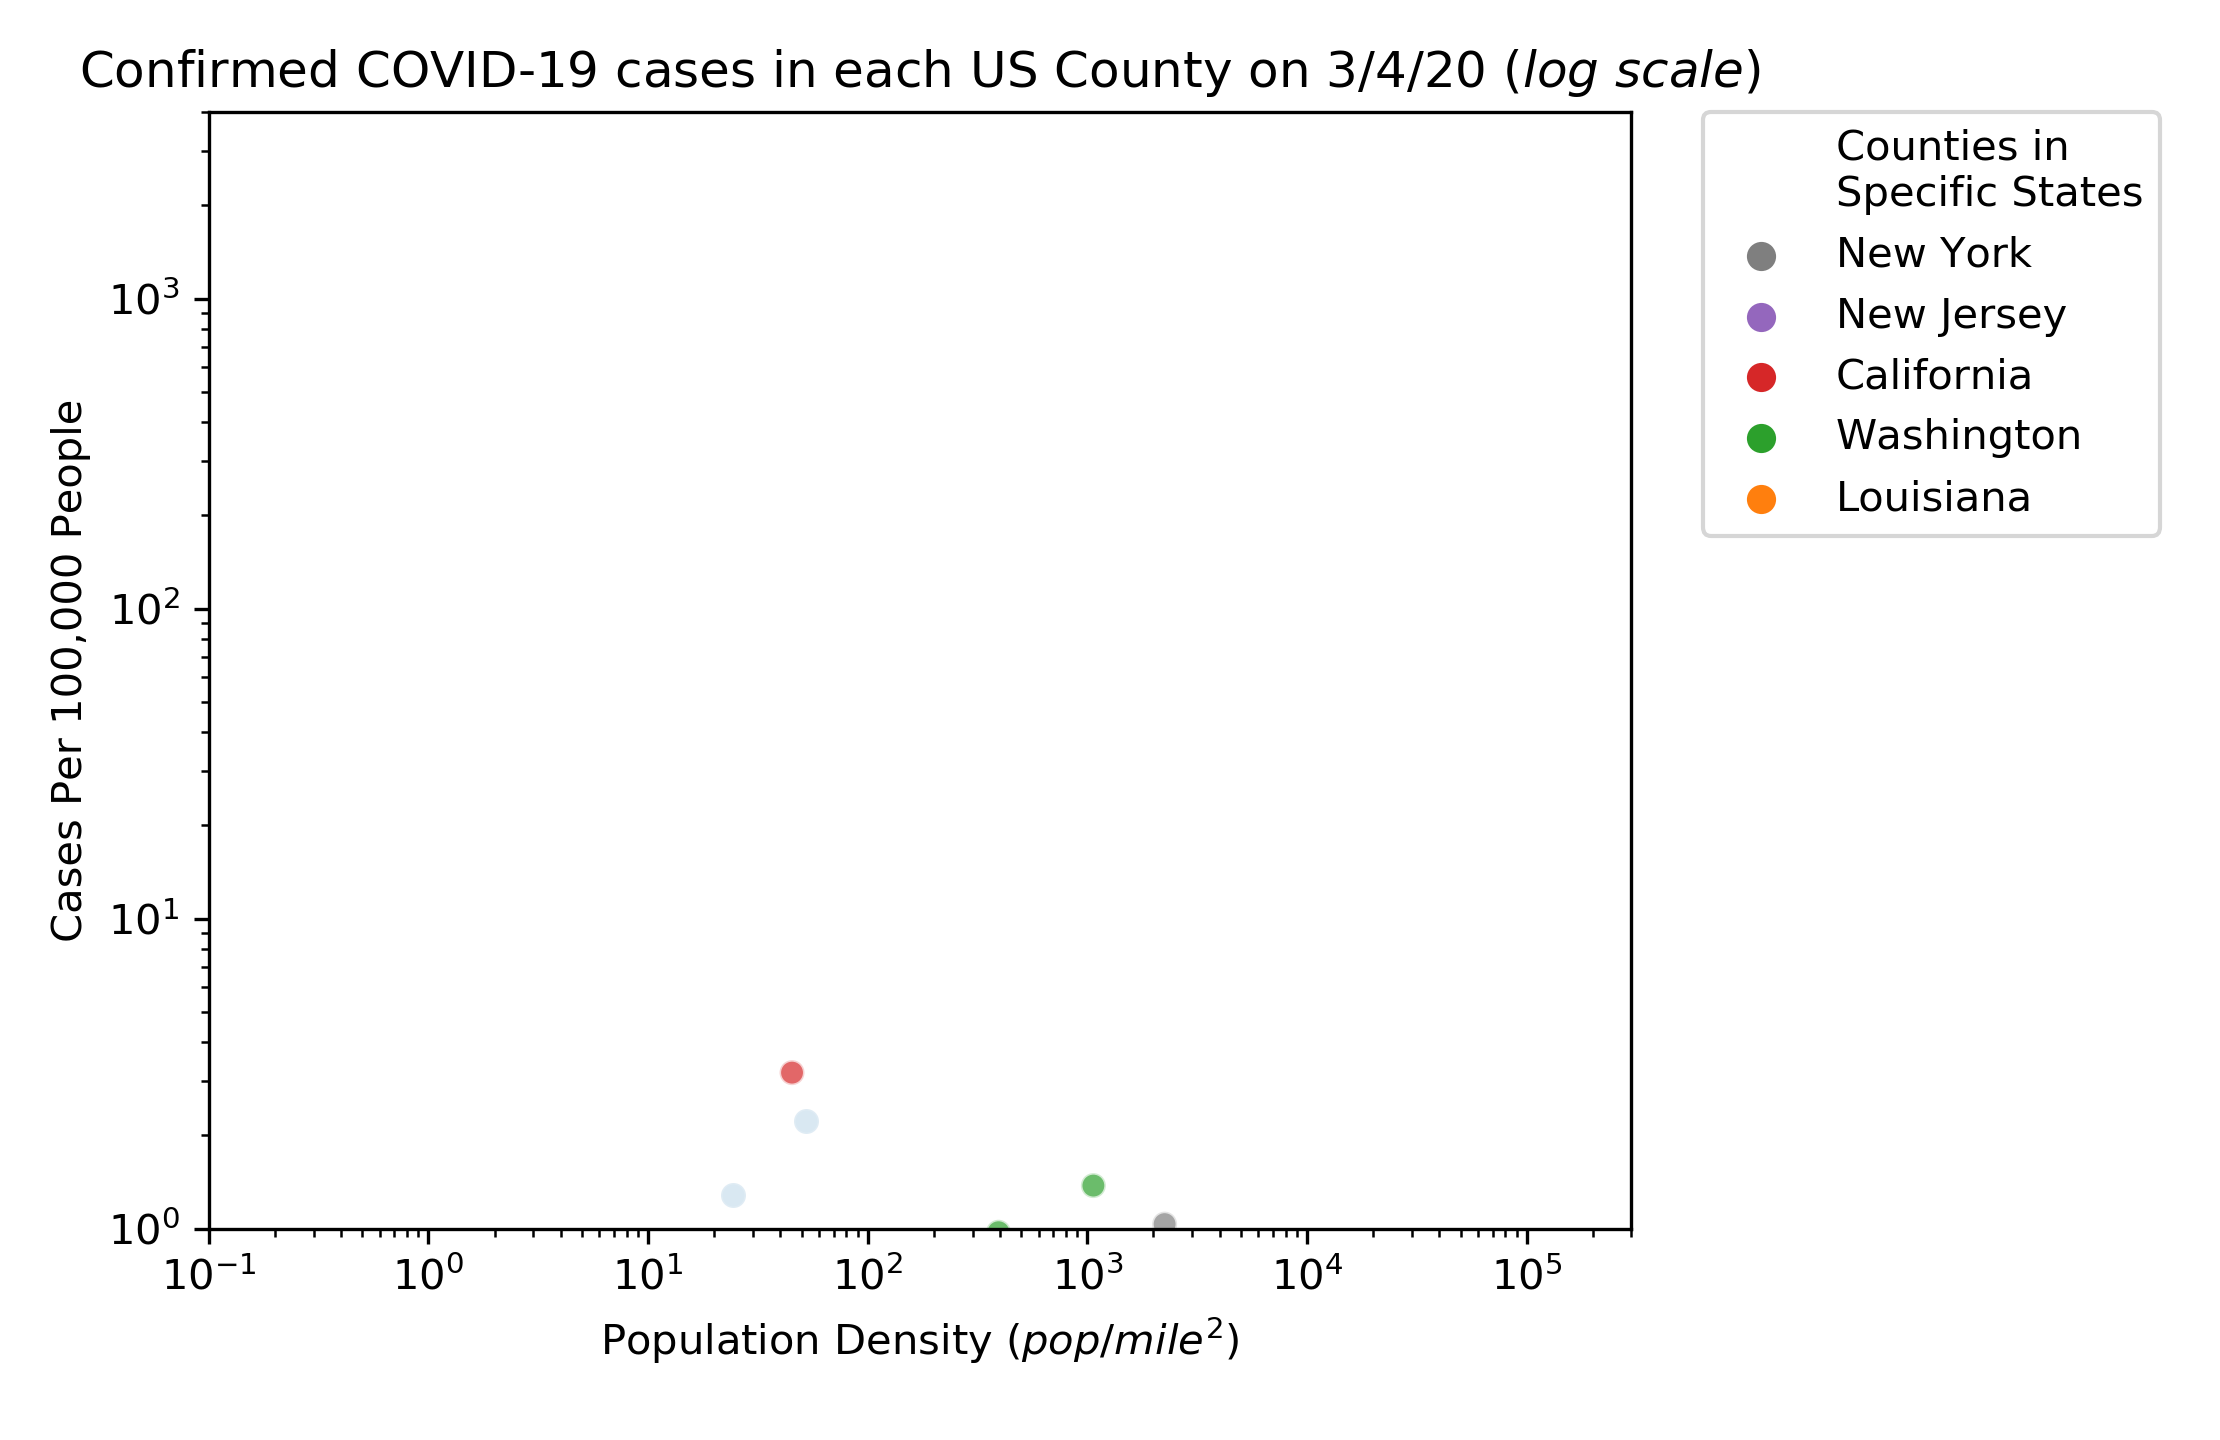 Confirmed COVID-19 cases in each US County on 3/4/20 (log scale)
Counties in
Specific States
New York
New Jersey
California
Washington
Louisiana
Cases Per 100,000 People
10³
10²
10¹
10⁰
10⁻¹ 10⁰ 10¹ 10² 10³ 10⁴ 10⁵
Population Density (pop/mile²)